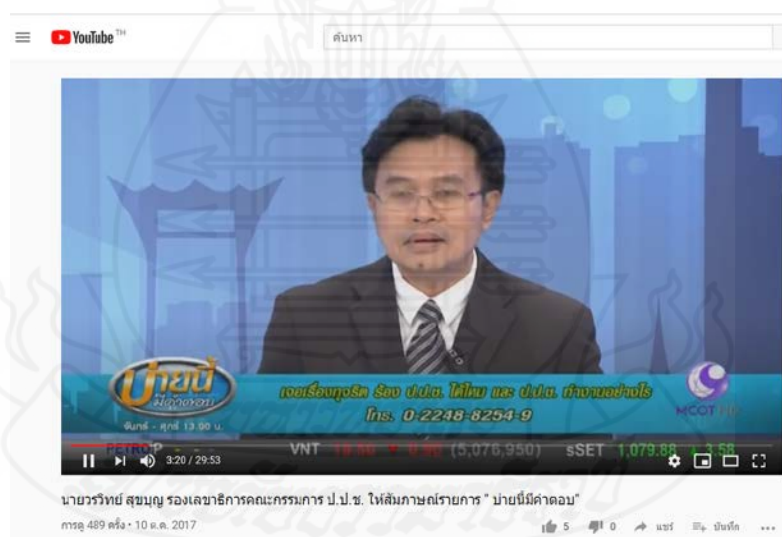 YouTube TH
ค้นหา
บ่ายนี้
มีคำตอบ
จันทร์ - ศุกร์ 13.00 น.
เจอเรื่องทุจริต ร้อง ป.ป.ช. ได้ไหม และ ป.ป.ช. ทำงานอย่างไร
โทร. 0-2248-8254-9
MCOT HD
VNT (5,076,950) sSET 1,079.88 3.58
3:20 / 29:53
นายวรวิทย์ สุขบุญ รองเลขาธิการคณะกรรมการ ป.ป.ช. ให้สัมภาษณ์รายการ " บ่ายนี้มีคำตอบ"
การดู 489 ครั้ง • 10 ต.ค. 2017
5 0 แชร์ บันทึก